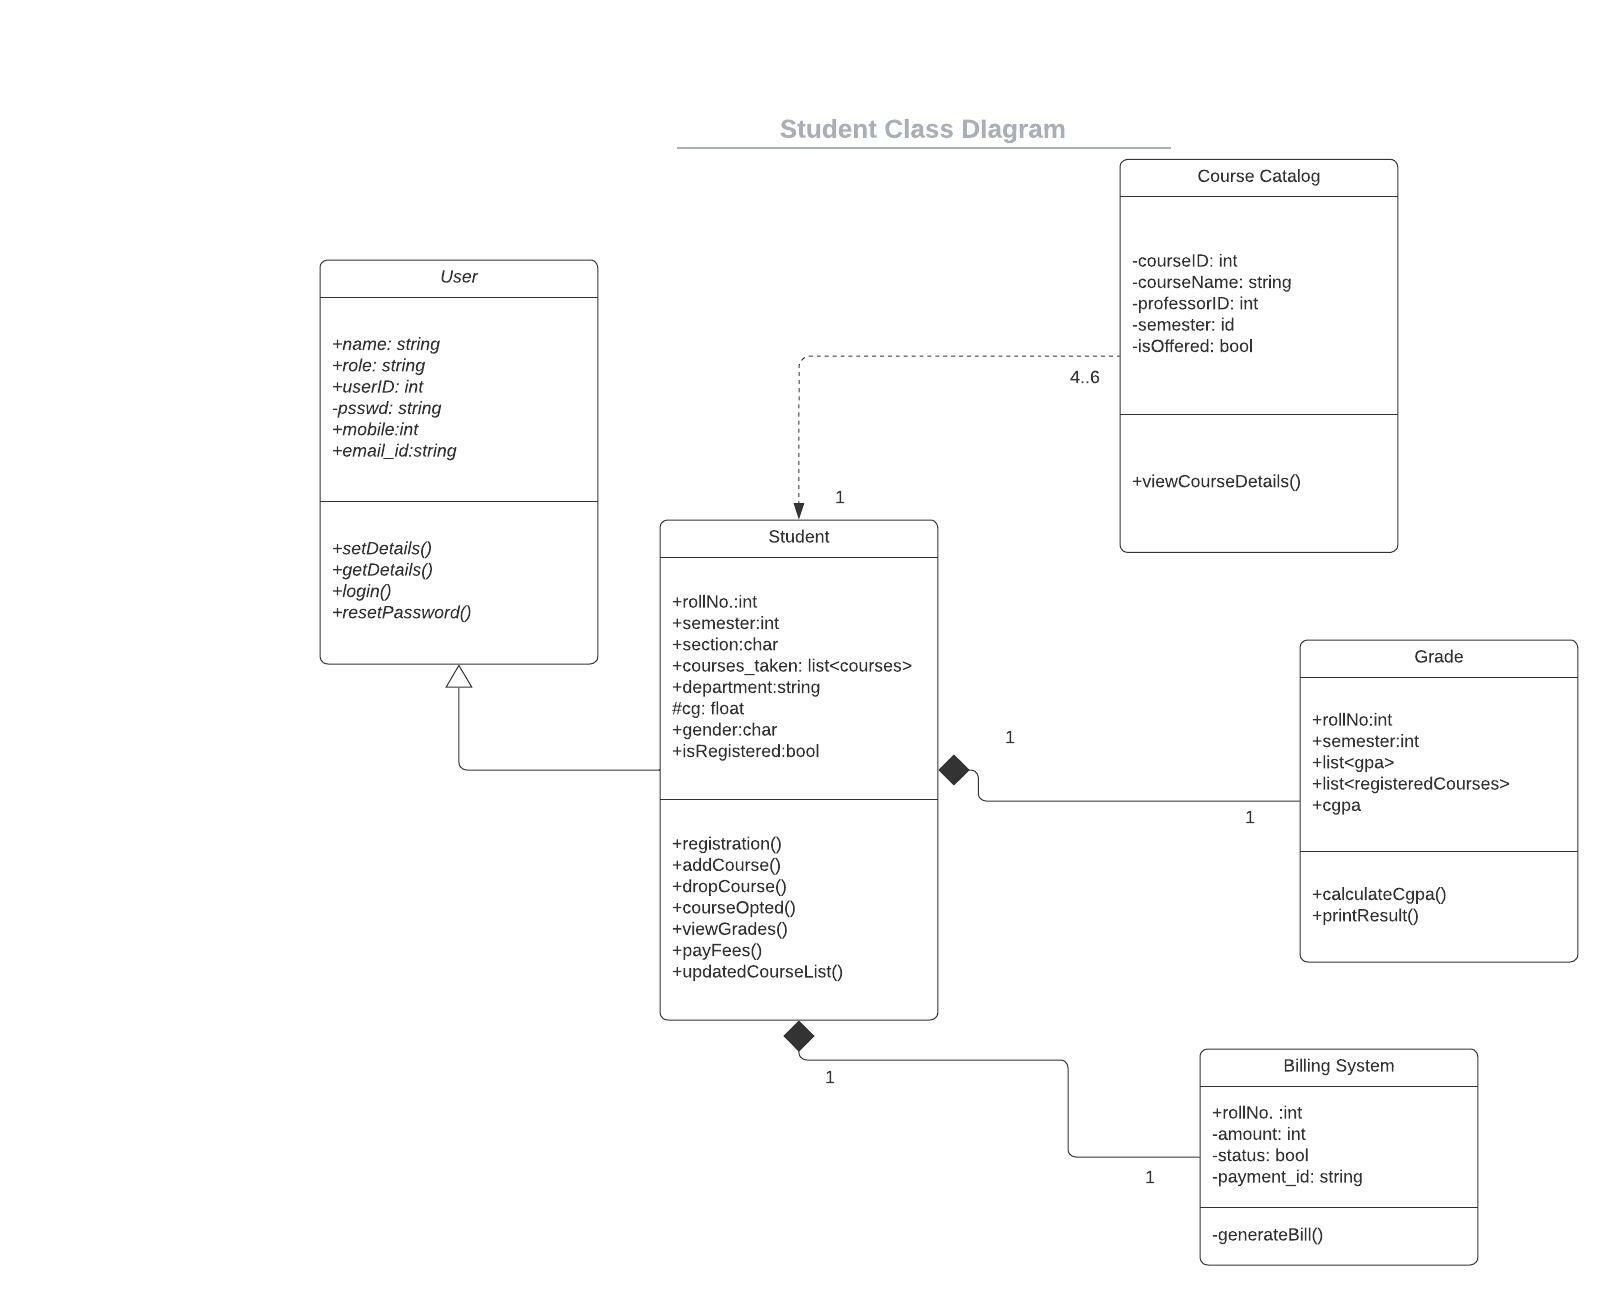 Student Class DIagram
Course Catalog
-courseID: int
-courseName: string
-professorID: int
-semester: id
-isOffered: bool
+viewCourseDetails()
4..6
1
User
+name: string
+role: string
+userID: int
-psswd: string
+mobile:int
+email_id:string
+setDetails()
+getDetails()
+login()
+resetPassword()
Student
+rollNo.:int
+semester:int
+section:char
+courses_taken: list<courses>
+department:string
#cg: float
+gender:char
+isRegistered:bool
+registration()
+addCourse()
+dropCourse()
+courseOpted()
+viewGrades()
+payFees()
+updatedCourseList()
1
1
Grade
+rollNo:int
+semester:int
+list<gpa>
+list<registeredCourses>
+cgpa
+calculateCgpa()
+printResult()
1
1
Billing System
+rollNo. :int
-amount: int
-status: bool
-payment_id: string
-generateBill()